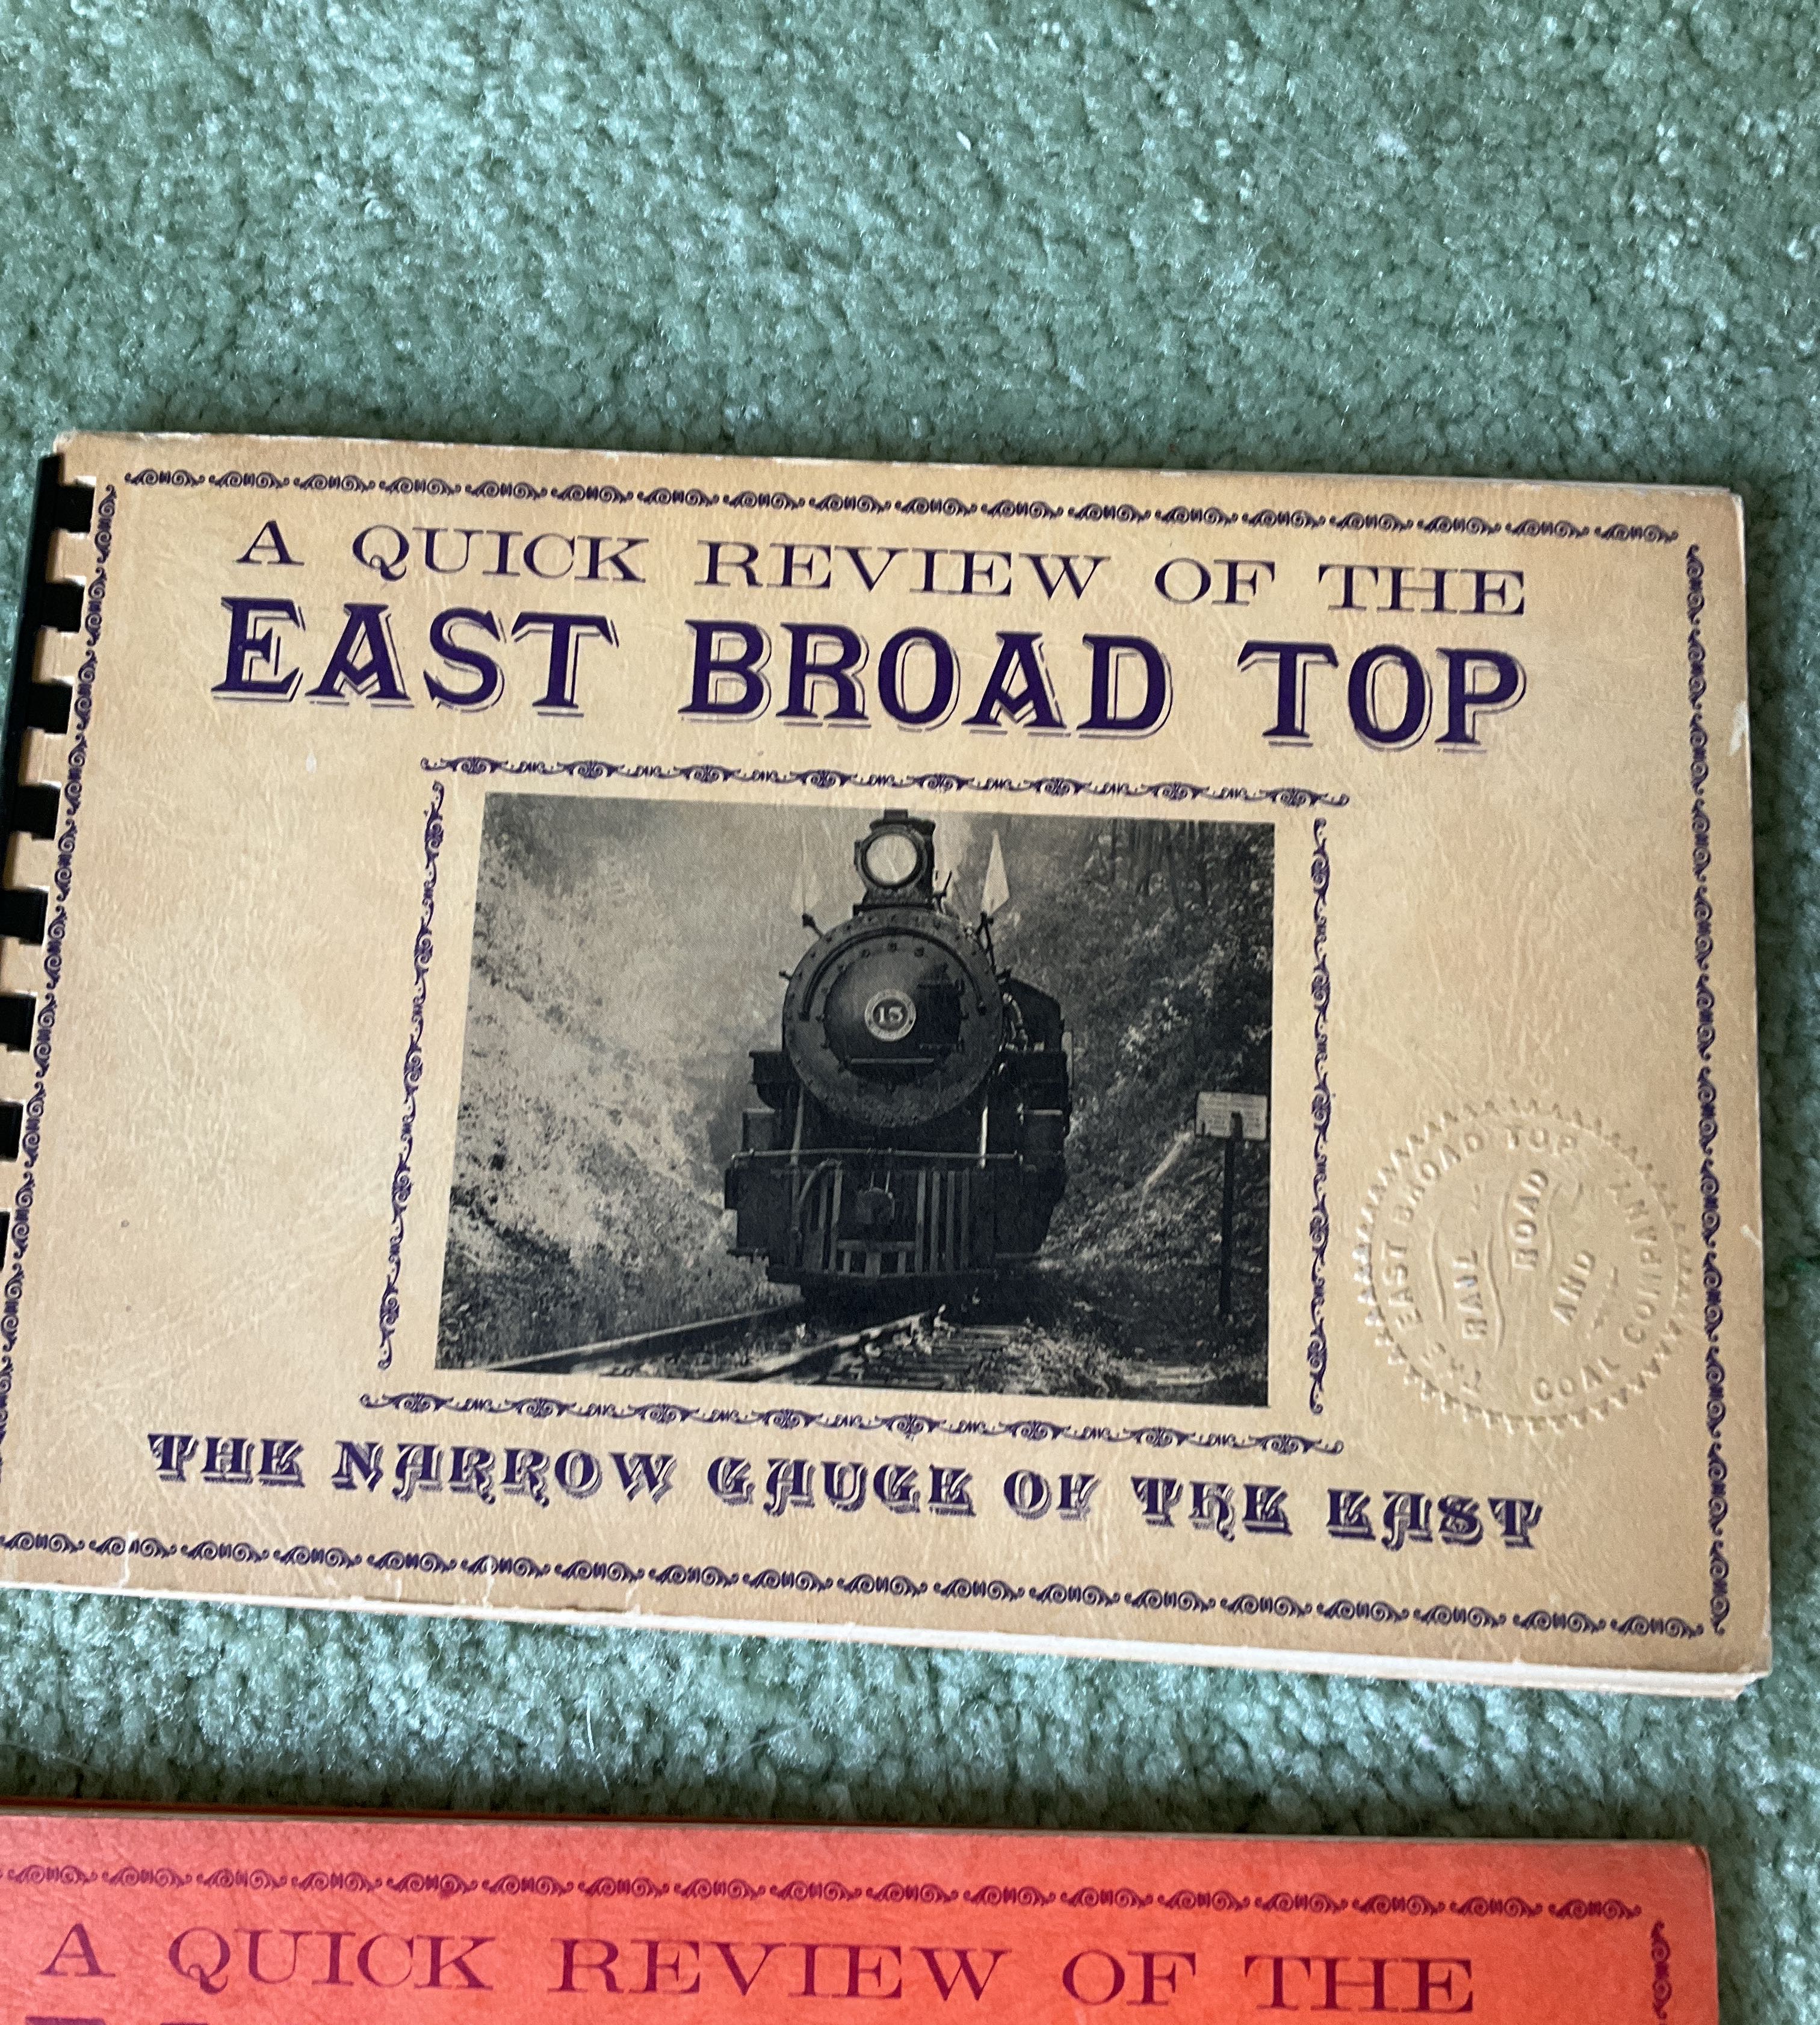 A QUICK REVIEW OF THE
EAST BROAD TOP
15
THE EAST BROAD TOP
RAIL ROAD
AND
COAL COMPANY
THE NARROW GAUGE OF THE EAST
A QUICK REVIEW OF THE